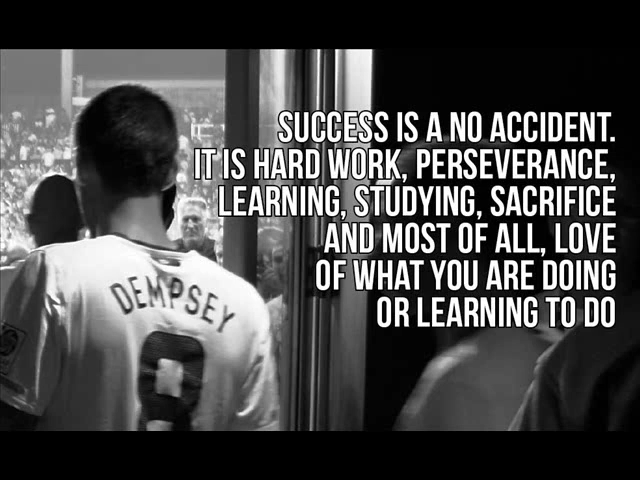 SUCCESS IS A NO ACCIDENT.
IT IS HARD WORK, PERSEVERANCE,
LEARNING, STUDYING, SACRIFICE
AND MOST OF ALL, LOVE
OF WHAT YOU ARE DOING
OR LEARNING TO DO
DEMPSEY